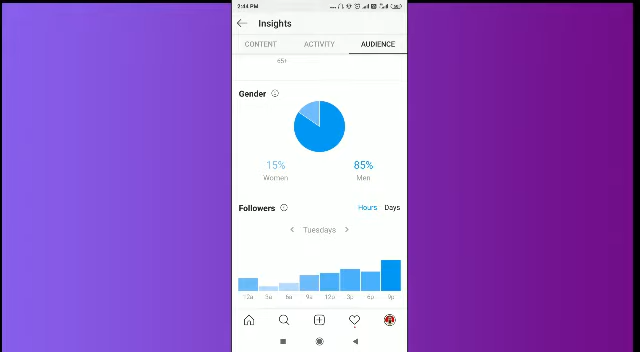 2:44 PM
Insights
CONTENT ACTIVITY AUDIENCE
65+
Gender
15% 85%
Women Men
Followers Hours Days
Tuesdays
12a 3a 6a 9a 12p 3p 6p 9p